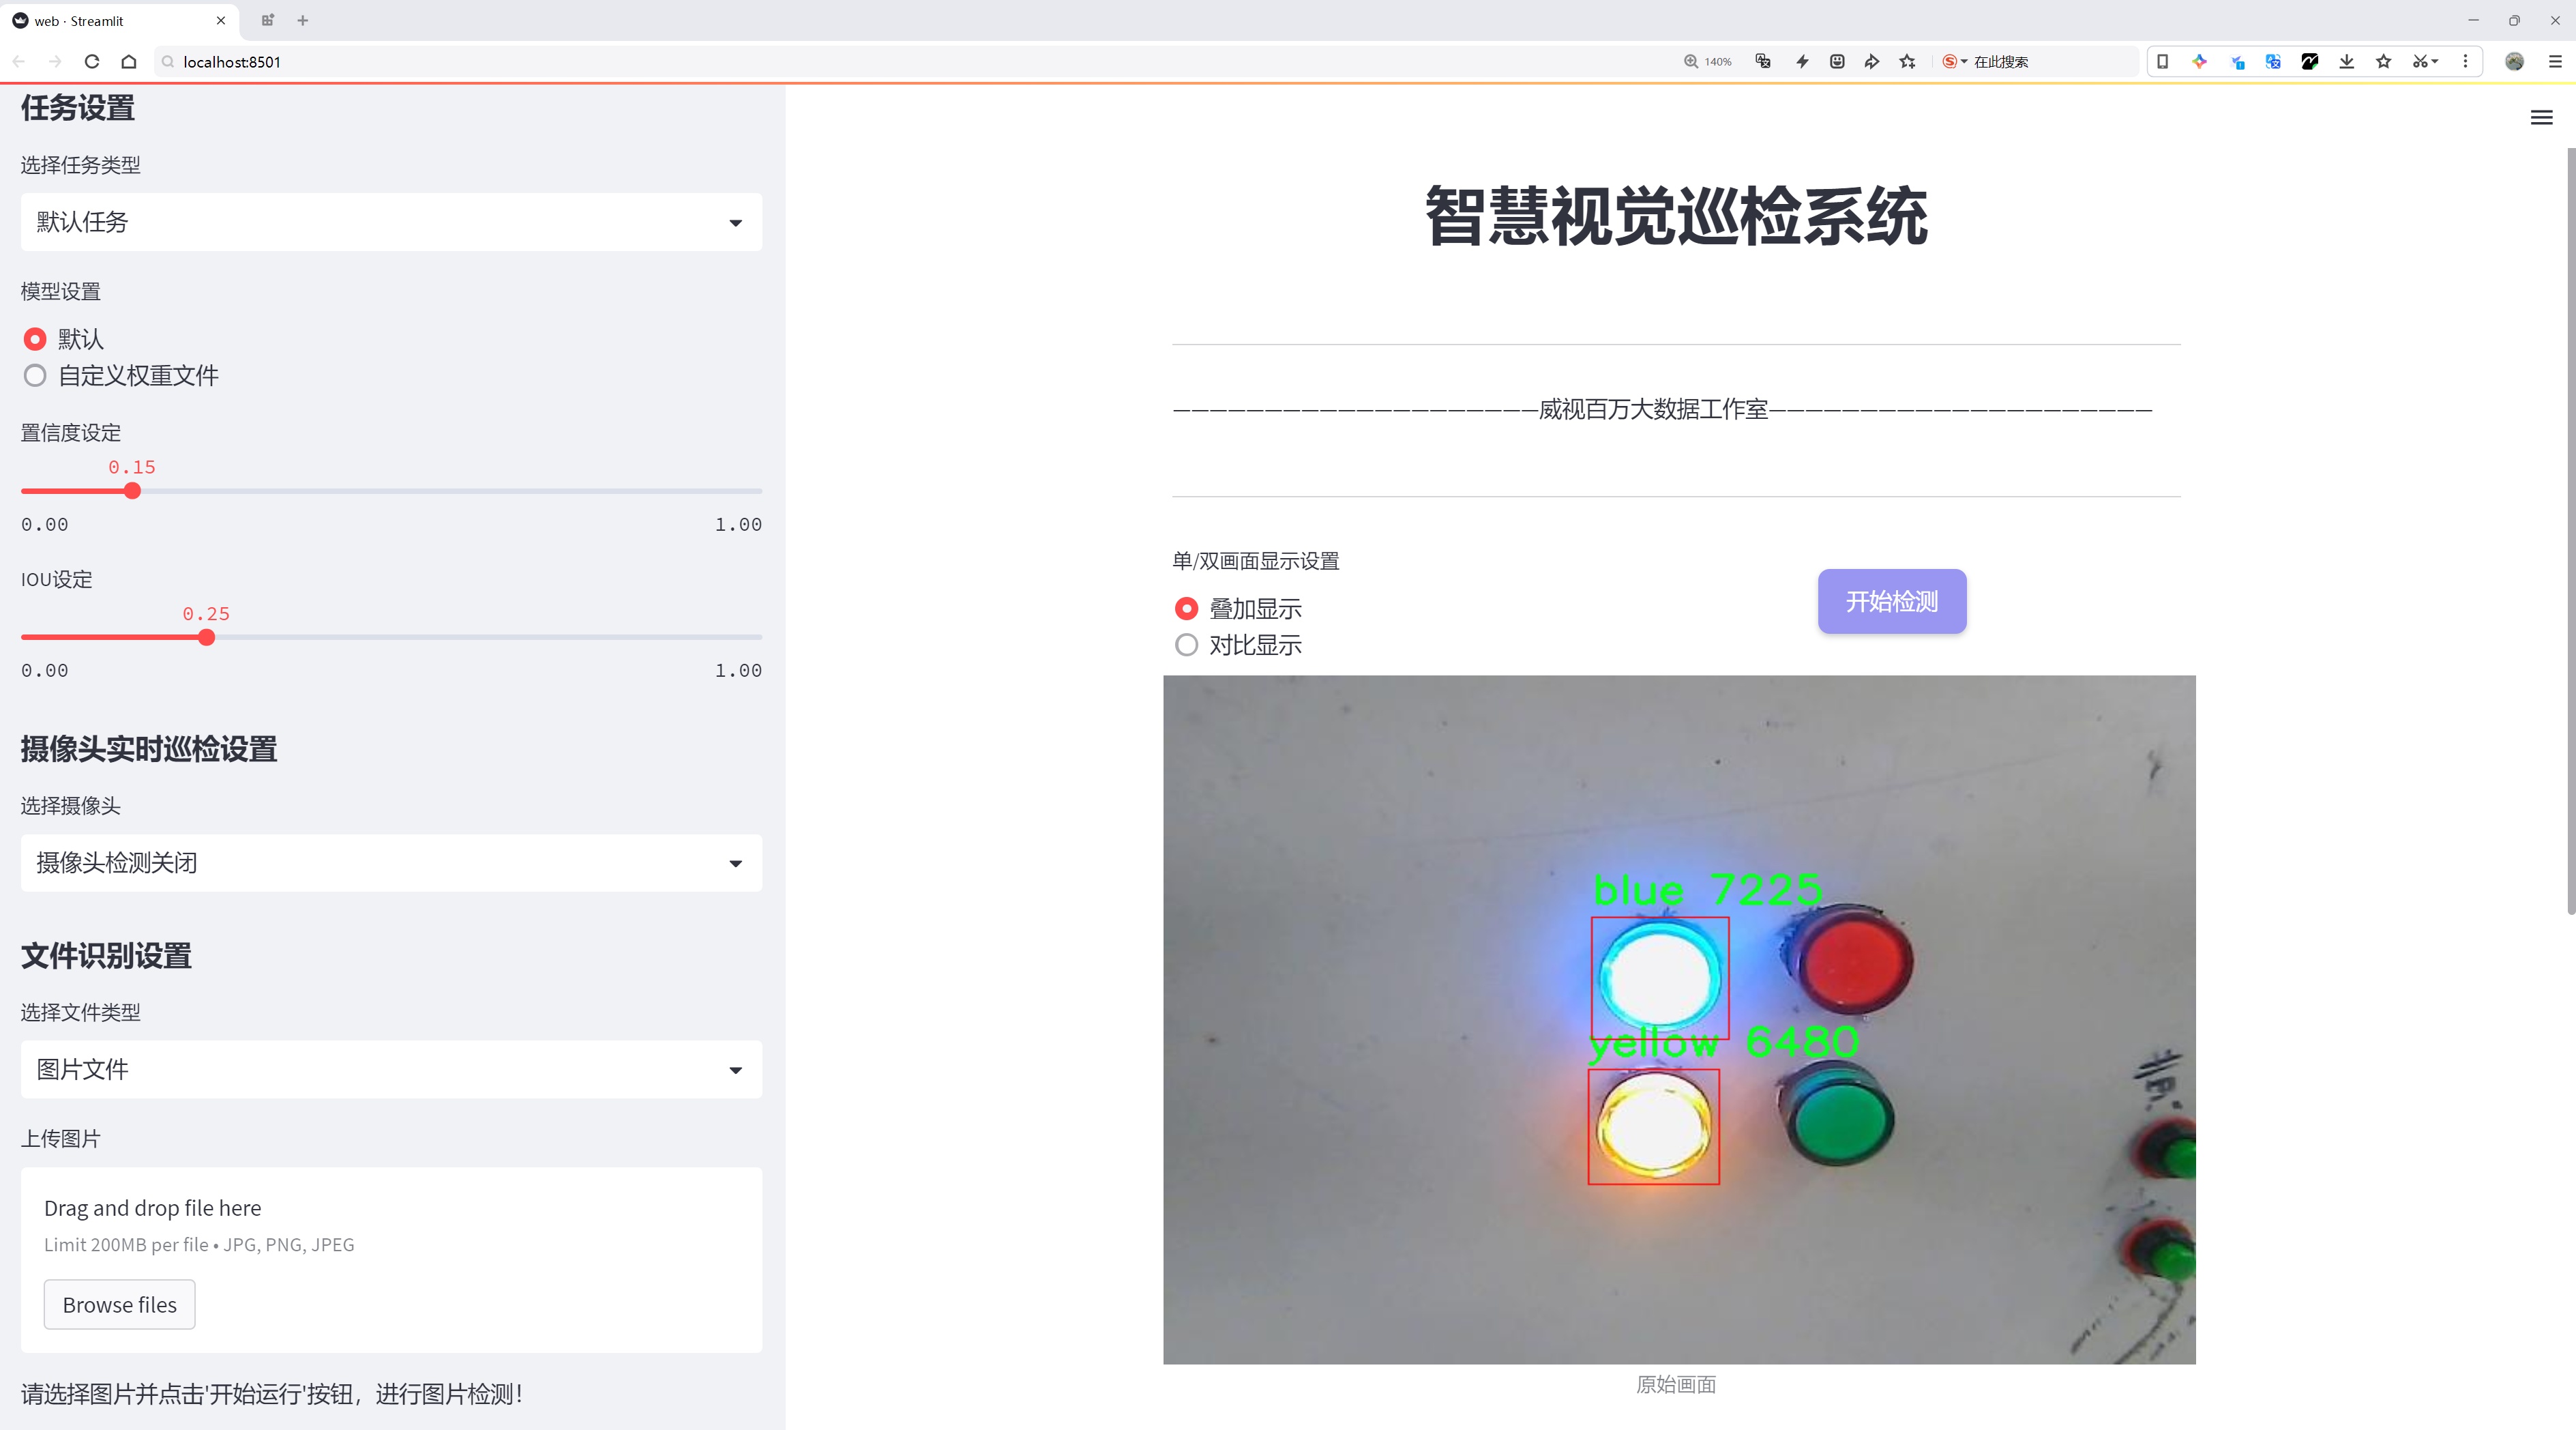 web · Streamlit
localhost:8501
140%
在此搜索
任务设置
选择任务类型
默认任务
模型设置
默认
自定义权重文件
置信度设定
0.15
0.00 1.00
IOU设定
0.25
0.00 1.00
摄像头实时巡检设置
选择摄像头
摄像头检测关闭
文件识别设置
选择文件类型
图片文件
上传图片
Drag and drop file here
Limit 200MB per file • JPG, PNG, JPEG
Browse files
请选择图片并点击'开始运行'按钮，进行图片检测！
智慧视觉巡检系统
————————————————————威视百万大数据工作室—————————————————————
单/双画面显示设置
叠加显示
对比显示
开始检测
blue 7225
yellow 6480
原始画面